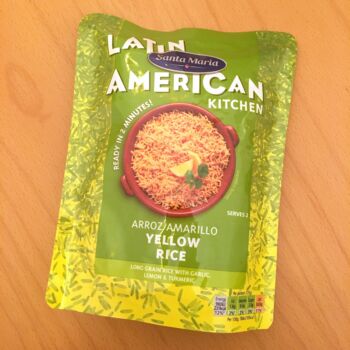 LATIN
Santa Maria
AMERICAN
KITCHEN
READY IN 2 MINUTES!
SERVES 2
ARROZ AMARILLO
YELLOW
RICE
LONG GRAIN RICE WITH GARLIC,
LEMON & TURMERIC